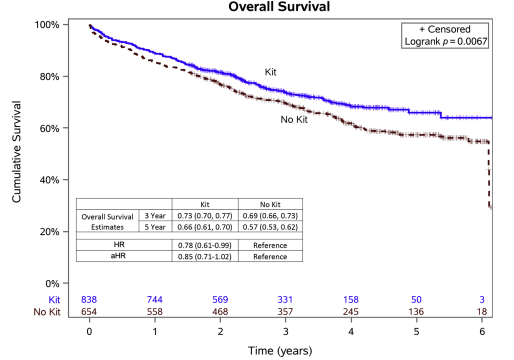 Overall Survival
+ Censored
Logrank p = 0.0067
100%
80%
60%
40%
20%
0%
Cumulative Survival
Kit
No Kit
Kit No Kit
Overall Survival Estimates 3 Year 0.73 (0.70, 0.77) 0.69 (0.66, 0.73)
5 Year 0.66 (0.61, 0.70) 0.57 (0.53, 0.62)
HR 0.78 (0.61-0.99) Reference
aHR 0.85 (0.71-1.02) Reference
Kit 838 744 569 331 158 50 3
No Kit 654 558 468 357 245 136 18
0 1 2 3 4 5 6
Time (years)